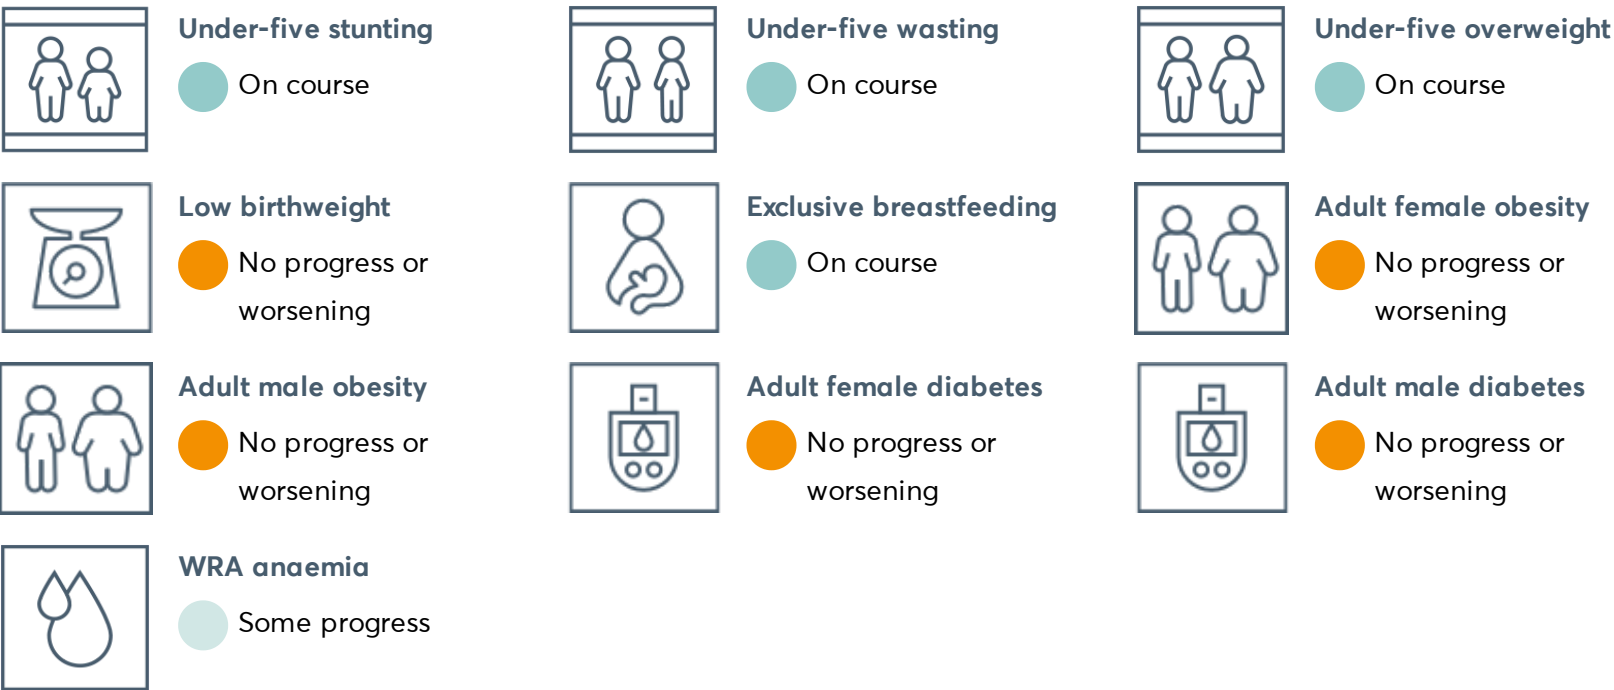 Under-five stunting
On course
Under-five wasting
On course
Under-five overweight
On course
Low birthweight
No progress or
worsening
Exclusive breastfeeding
On course
Adult female obesity
No progress or
worsening
Adult male obesity
No progress or
worsening
Adult female diabetes
No progress or
worsening
Adult male diabetes
No progress or
worsening
WRA anaemia
Some progress